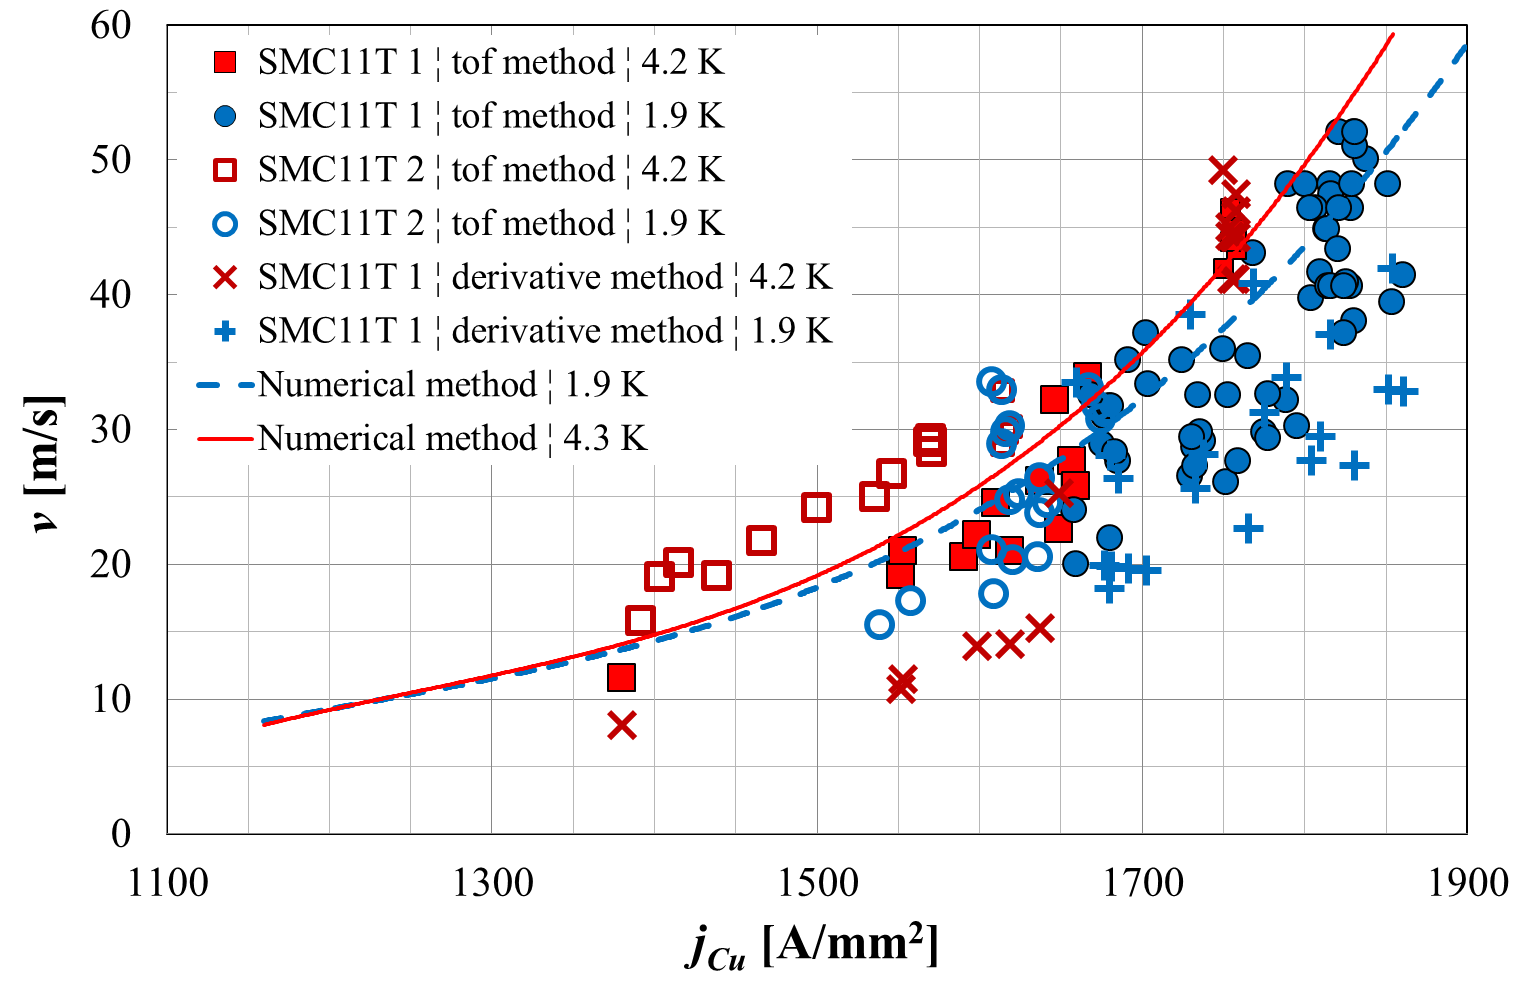 60
50
40
30
20
10
0
v [m/s]
SMC11T 1 ¦ tof method ¦ 4.2 K
SMC11T 1 ¦ tof method ¦ 1.9 K
SMC11T 2 ¦ tof method ¦ 4.2 K
SMC11T 2 ¦ tof method ¦ 1.9 K
SMC11T 1 ¦ derivative method ¦ 4.2 K
SMC11T 1 ¦ derivative method ¦ 1.9 K
Numerical method ¦ 1.9 K
Numerical method ¦ 4.3 K
1100 1300 1500 1700 1900
jCu [A/mm²]